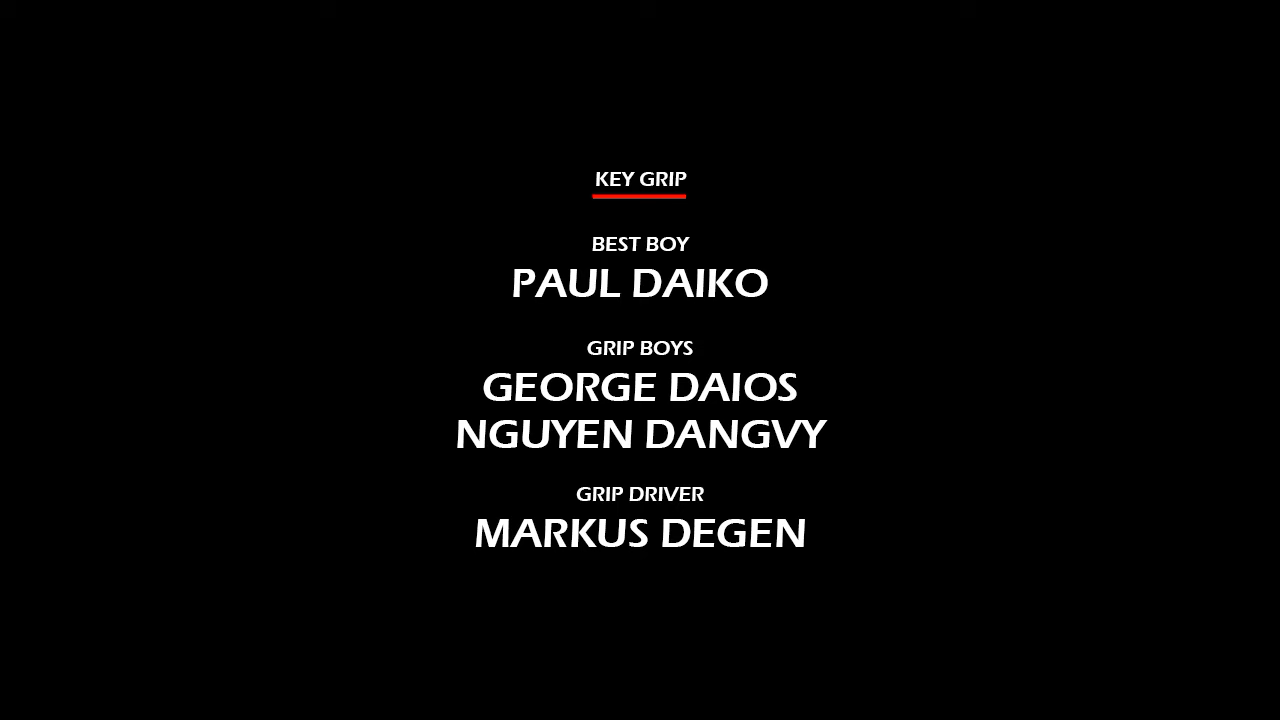 KEY GRIP
BEST BOY
PAUL DAIKO
GRIP BOYS
GEORGE DAIOS
NGUYEN DANGVY
GRIP DRIVER
MARKUS DEGEN